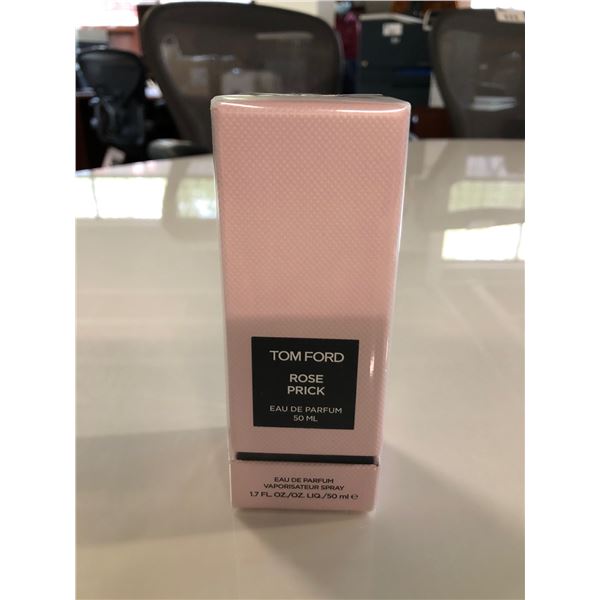 TOM FORD
ROSE
PRICK
EAU DE PARFUM
50 ML
EAU DE PARFUM
VAPORISATEUR SPRAY
1.7 FL. OZ./OZ. LIQ./50 ml ℮